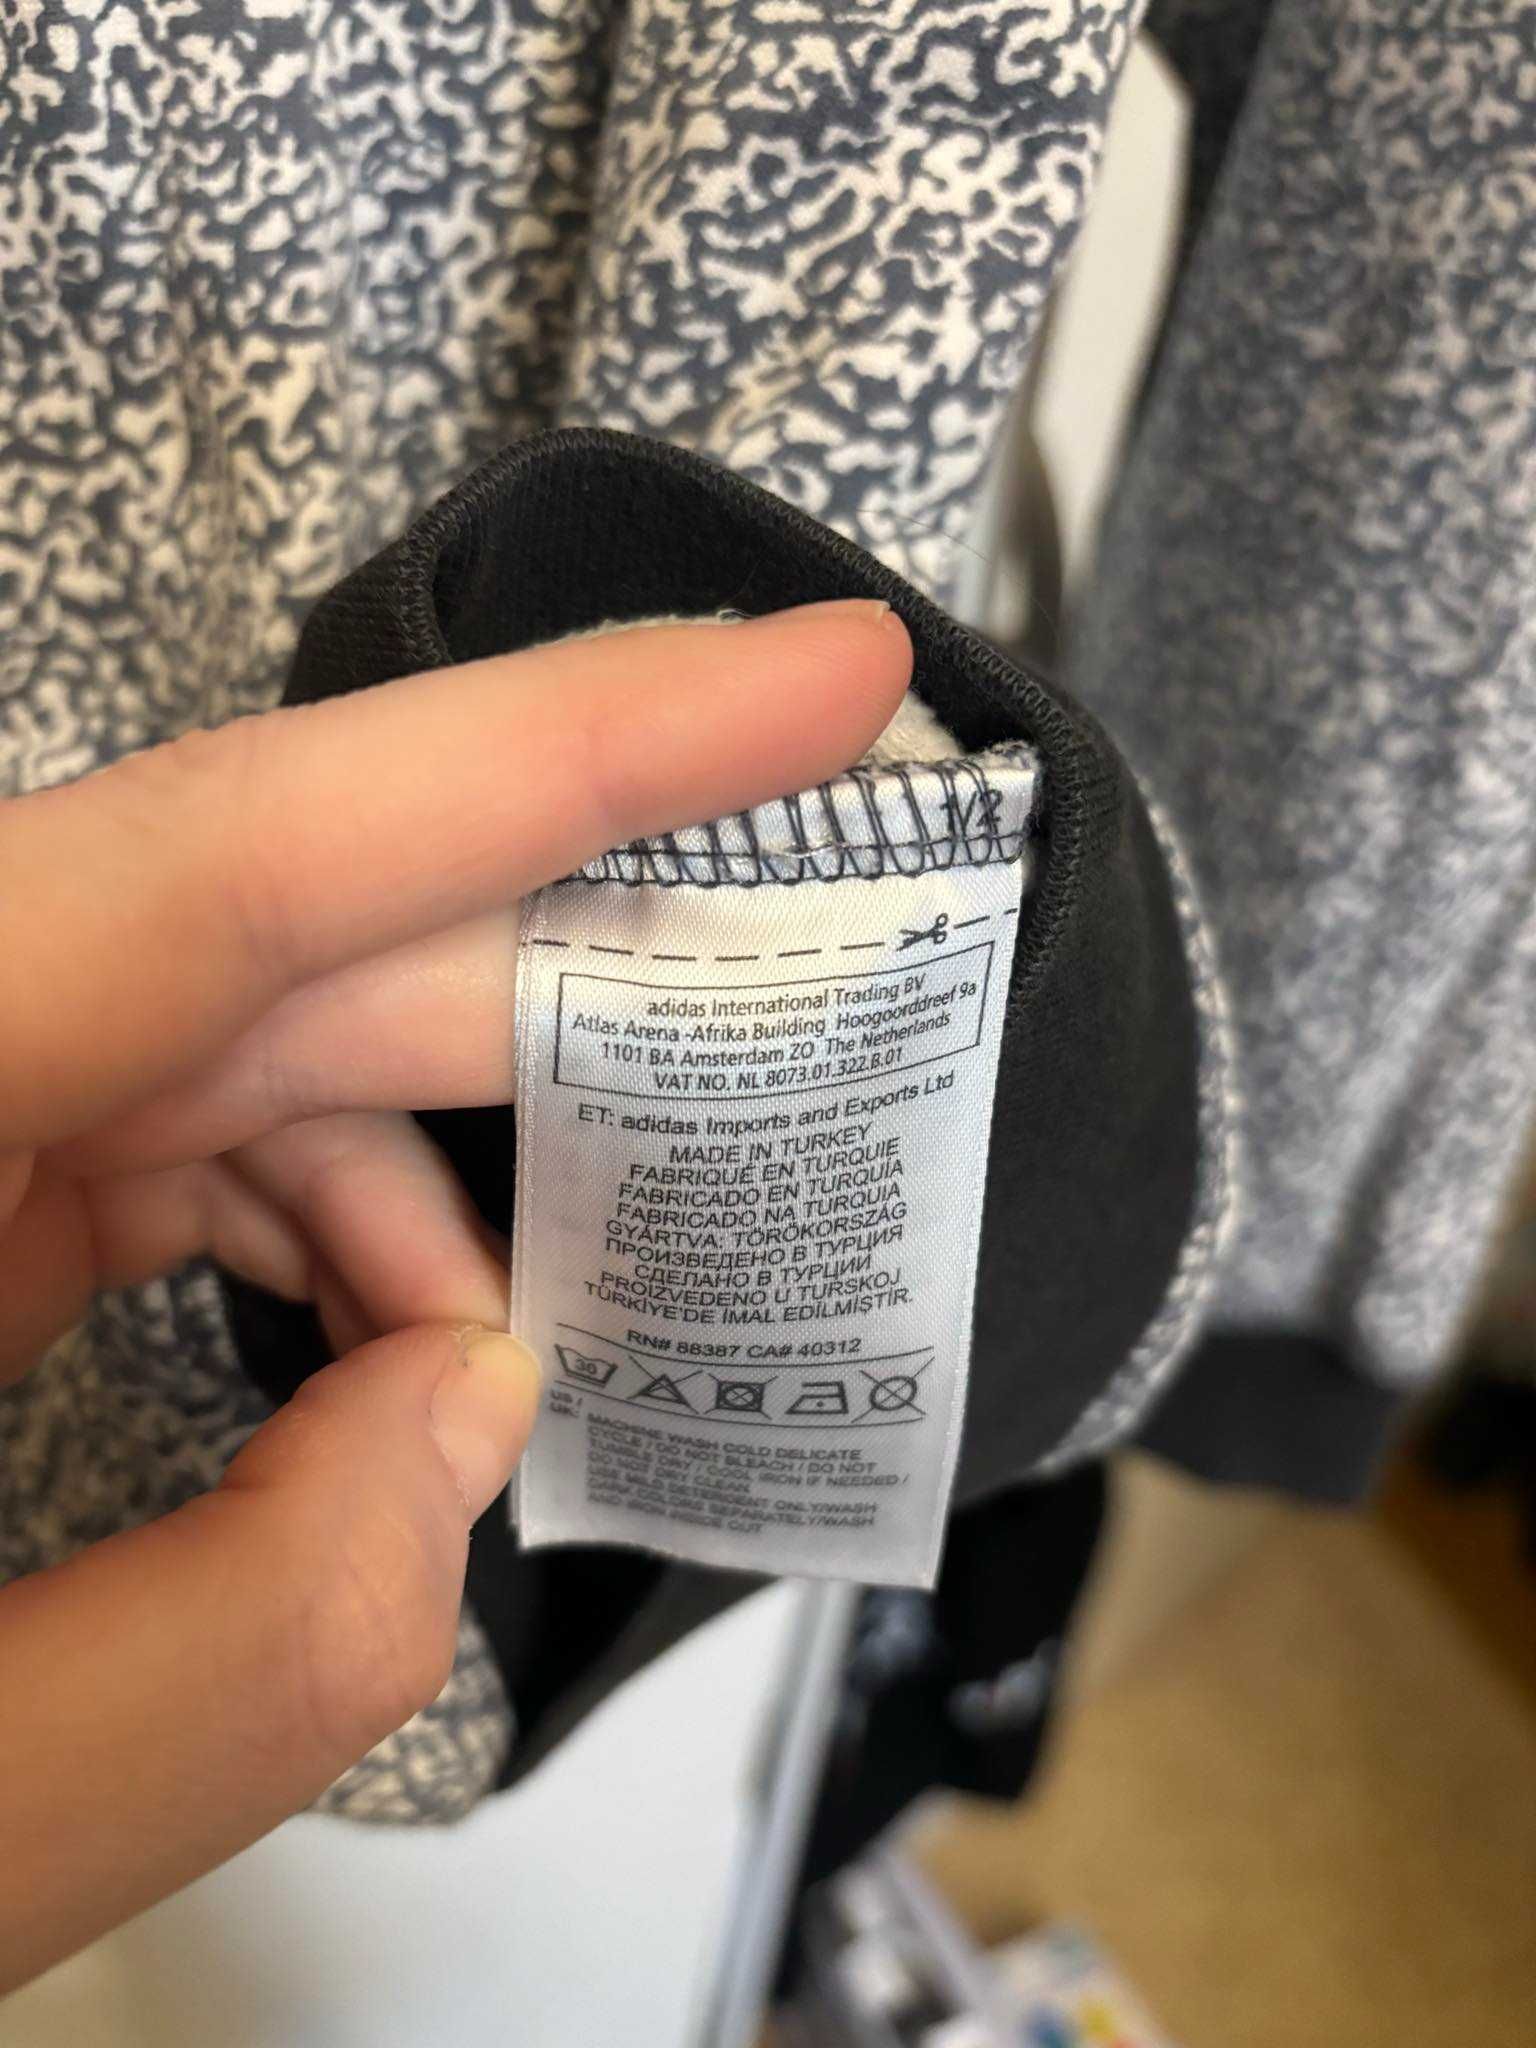 1/2
adidas International Trading BV
Atlas Arena -Afrika Building Hoogoorddreef 9a
1101 BA Amsterdam ZO The Netherlands
VAT NO. NL 8073.01.322.B.01
ET: adidas Imports and Exports Ltd
MADE IN TURKEY
FABRIQUÉ EN TURQUIE
FABRICADO EN TURQUÍA
FABRICADO NA TURQUIA
GYÁRTVA: TÖRÖKORSZÁG
ПРОИЗВЕДЕНО В ТУРЦИЯ
СДЕЛАНО В ТУРЦИИ
PROIZVEDENO U TURSKOJ
TÜRKİYE'DE İMAL EDİLMİŞTİR.
RN# 88387 CA# 40312
30
US / UK: MACHINE WASH COLD DELICATE
CYCLE / DO NOT BLEACH / DO NOT
TUMBLE DRY / COOL IRON IF NEEDED /
DO NOT DRY CLEAN
USE MILD DETERGENT ONLY/WASH
DARK COLORS SEPARATELY/WASH
AND IRON INSIDE OUT